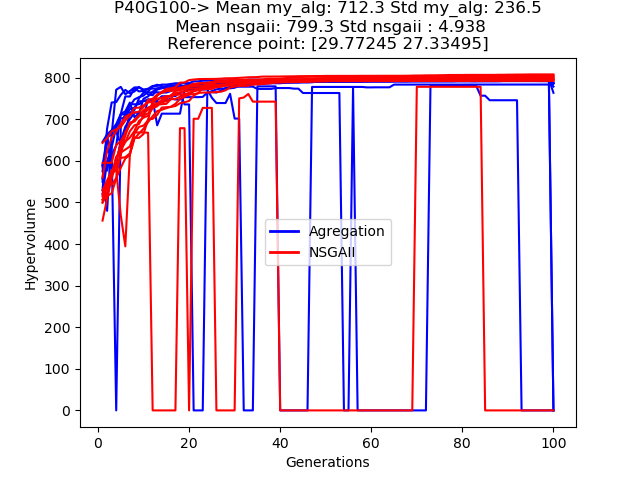 P40G100-> Mean my_alg: 712.3 Std my_alg: 236.5
Mean nsgaii: 799.3 Std nsgaii : 4.938
Reference point: [29.77245 27.33495]
800
700
600
500
400
300
200
100
0
Hypervolume
Agregation
NSGAII
0 20 40 60 80 100
Generations